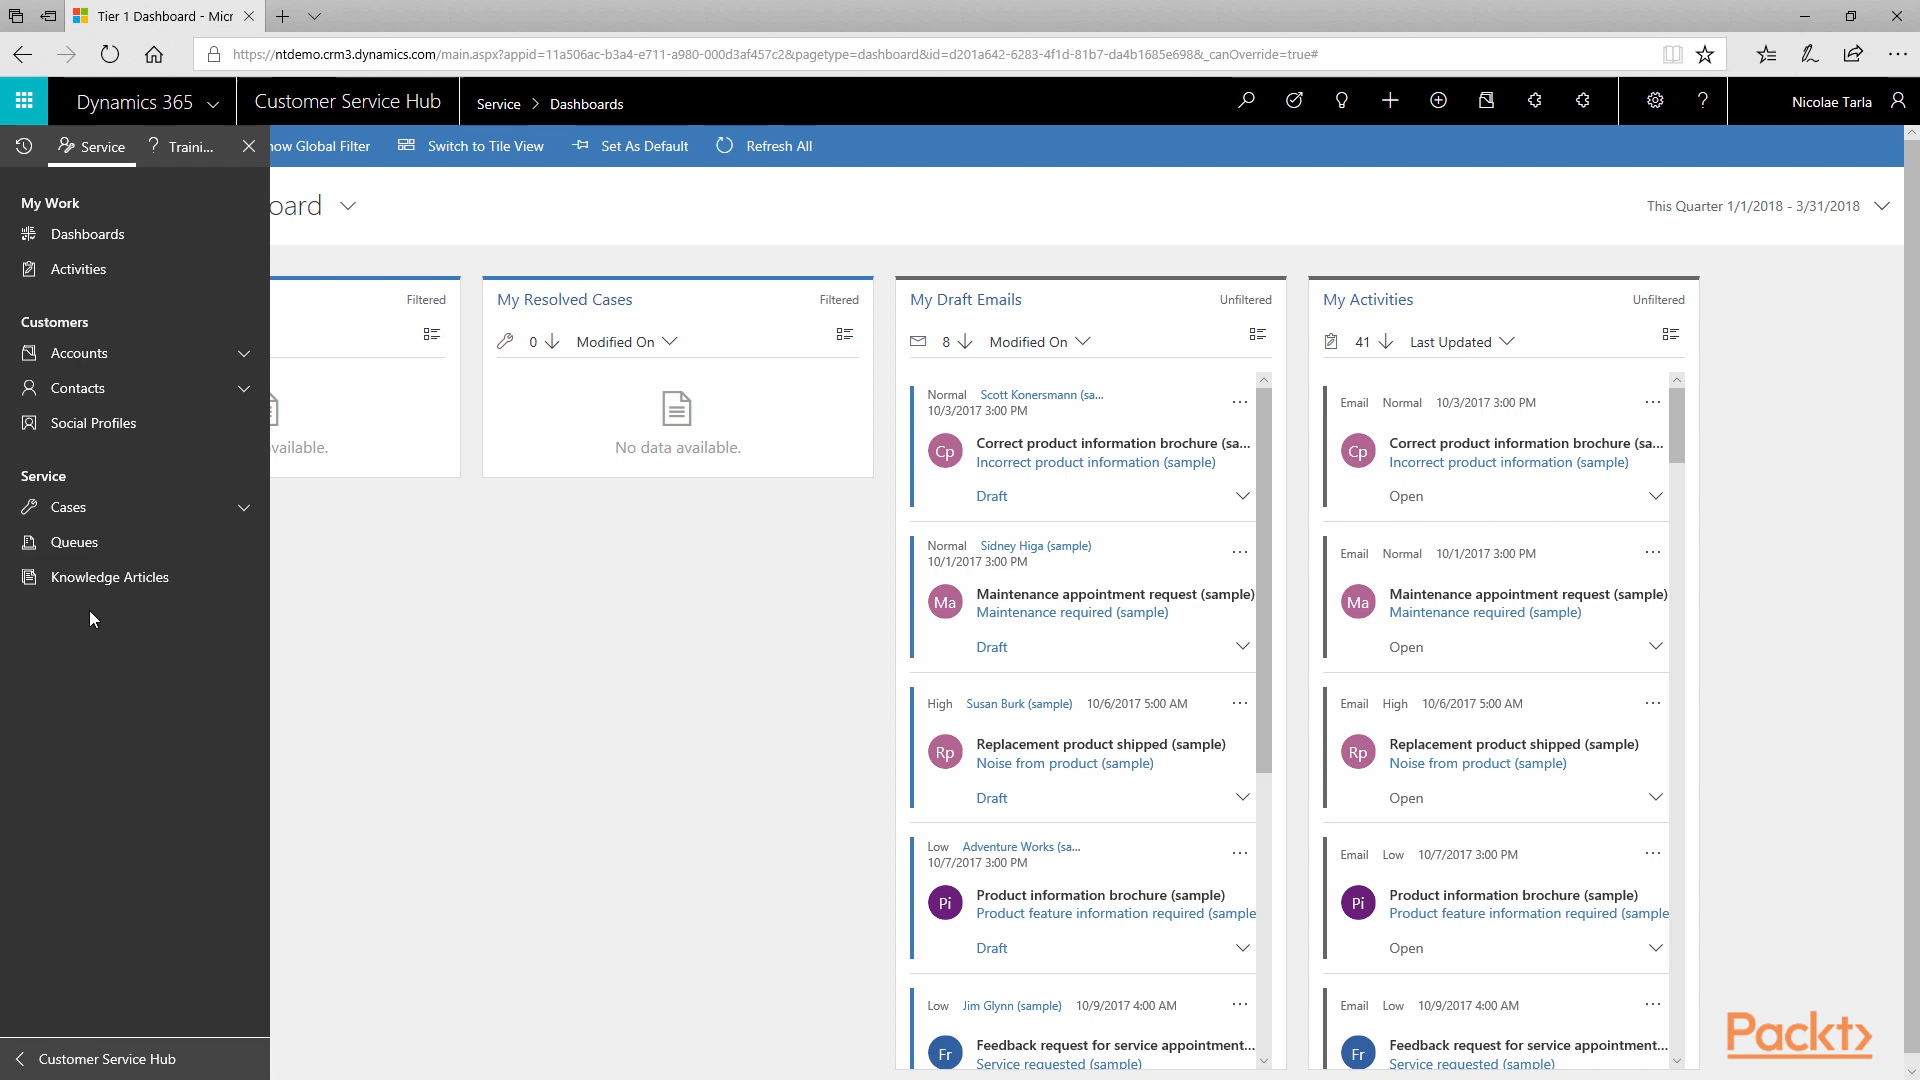 Tier 1 Dashboard - Micr
https://ntdemo.crm3.dynamics.com/main.aspx?appid=11a506ac-b3a4-e711-a980-000d3af457c2&pagetype=dashboard&id=d201a642-6283-4f1d-81b7-da4b1685e698&_canOverride=true#
Dynamics 365
Customer Service Hub
Service > Dashboards
Nicolae Tarla
Service
? Traini...
how Global Filter
Switch to Tile View
Set As Default
Refresh All
My Work
Dashboards
Activities
Customers
Accounts
Contacts
Social Profiles
Service
Cases
Queues
Knowledge Articles
Customer Service Hub
oard
This Quarter 1/1/2018 - 3/31/2018
Filtered
vailable.
My Resolved Cases
Filtered
0
Modified On
No data available.
My Draft Emails
Unfiltered
8
Modified On
Normal Scott Konersmann (sa...
10/3/2017 3:00 PM
Cp
Correct product information brochure (sa...
Incorrect product information (sample)
Draft
Normal Sidney Higa (sample)
10/1/2017 3:00 PM
Ma
Maintenance appointment request (sample)
Maintenance required (sample)
Draft
High Susan Burk (sample) 10/6/2017 5:00 AM
Rp
Replacement product shipped (sample)
Noise from product (sample)
Draft
Low Adventure Works (sa...
10/7/2017 3:00 PM
Pi
Product information brochure (sample)
Product feature information required (sample
Draft
Low Jim Glynn (sample) 10/9/2017 4:00 AM
Fr
Feedback request for service appointment...
Service requested (sample)
My Activities
Unfiltered
41
Last Updated
Email Normal 10/3/2017 3:00 PM
Cp
Correct product information brochure (sa...
Incorrect product information (sample)
Open
Email Normal 10/1/2017 3:00 PM
Ma
Maintenance appointment request (sample)
Maintenance required (sample)
Open
Email High 10/6/2017 5:00 AM
Rp
Replacement product shipped (sample)
Noise from product (sample)
Open
Email Low 10/7/2017 3:00 PM
Pi
Product information brochure (sample)
Product feature information required (sample
Open
Email Low 10/9/2017 4:00 AM
Fr
Feedback request for service appointment...
Service requested (sample)
Packt>